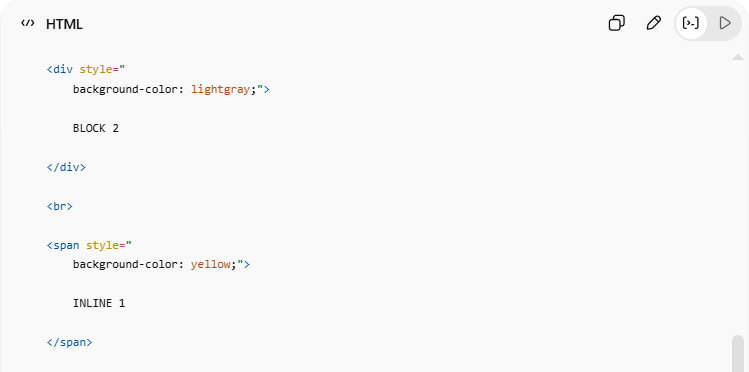 HTML
<div style="
background-color: lightgray;">
BLOCK 2
</div>
<br>
<span style="
background-color: yellow;">
INLINE 1
</span>